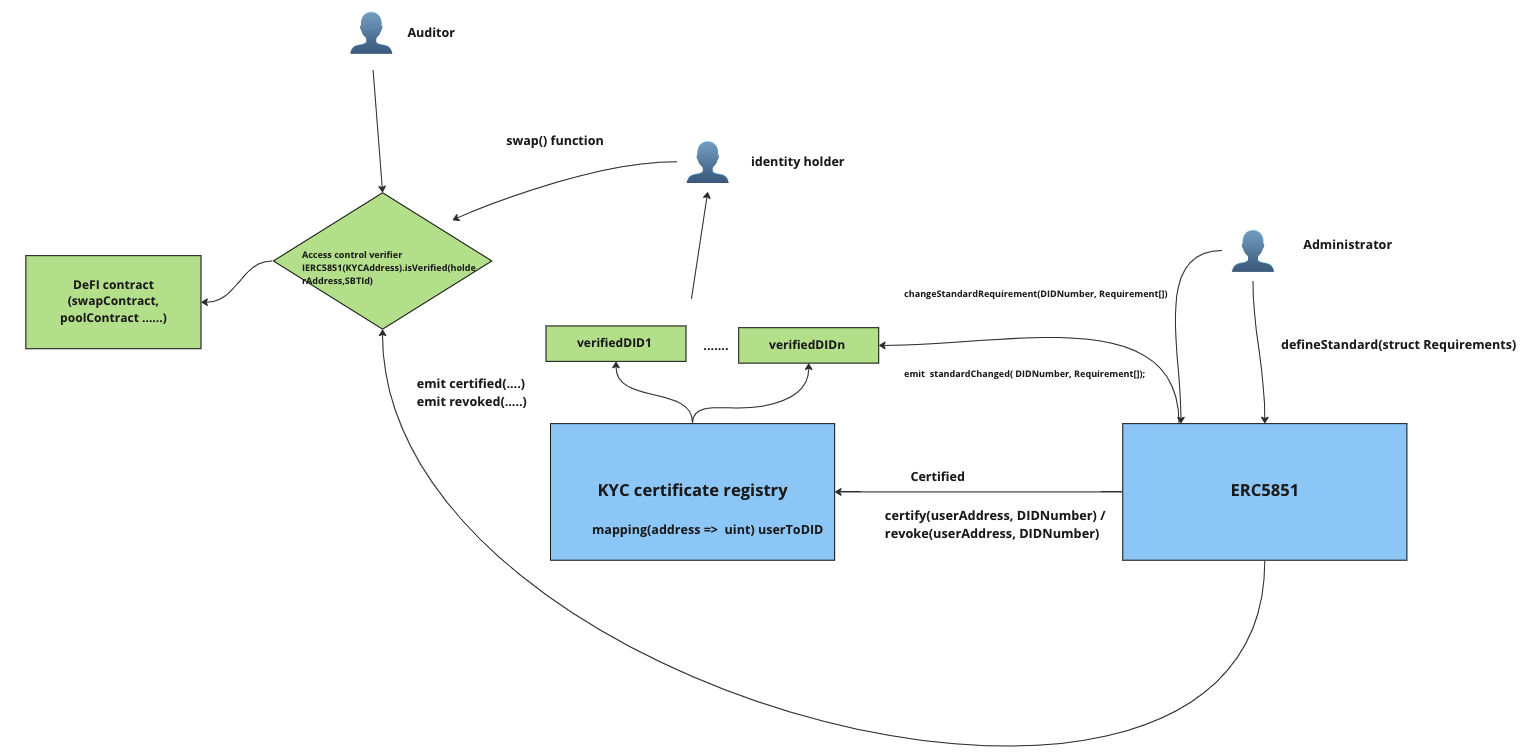 Auditor
swap() function
identity holder
Administrator
Access control verifier
IERC5851(KYCAddress).isVerified(holde
rAddress,SBTId)
DeFI contract
(swapContract,
poolContract ......)
changeStandardRequirement(DIDNumber, Requirement[])
defineStandard(struct Requirements)
verifiedDID1
.......
verifiedDIDn
emit  standardChanged( DIDNumber, Requirement[]);
emit certified(....)
emit revoked(.....)
KYC certificate registry
mapping(address =>  uint) userToDID
Certified
certify(userAddress, DIDNumber) /
revoke(userAddress, DIDNumber)
ERC5851